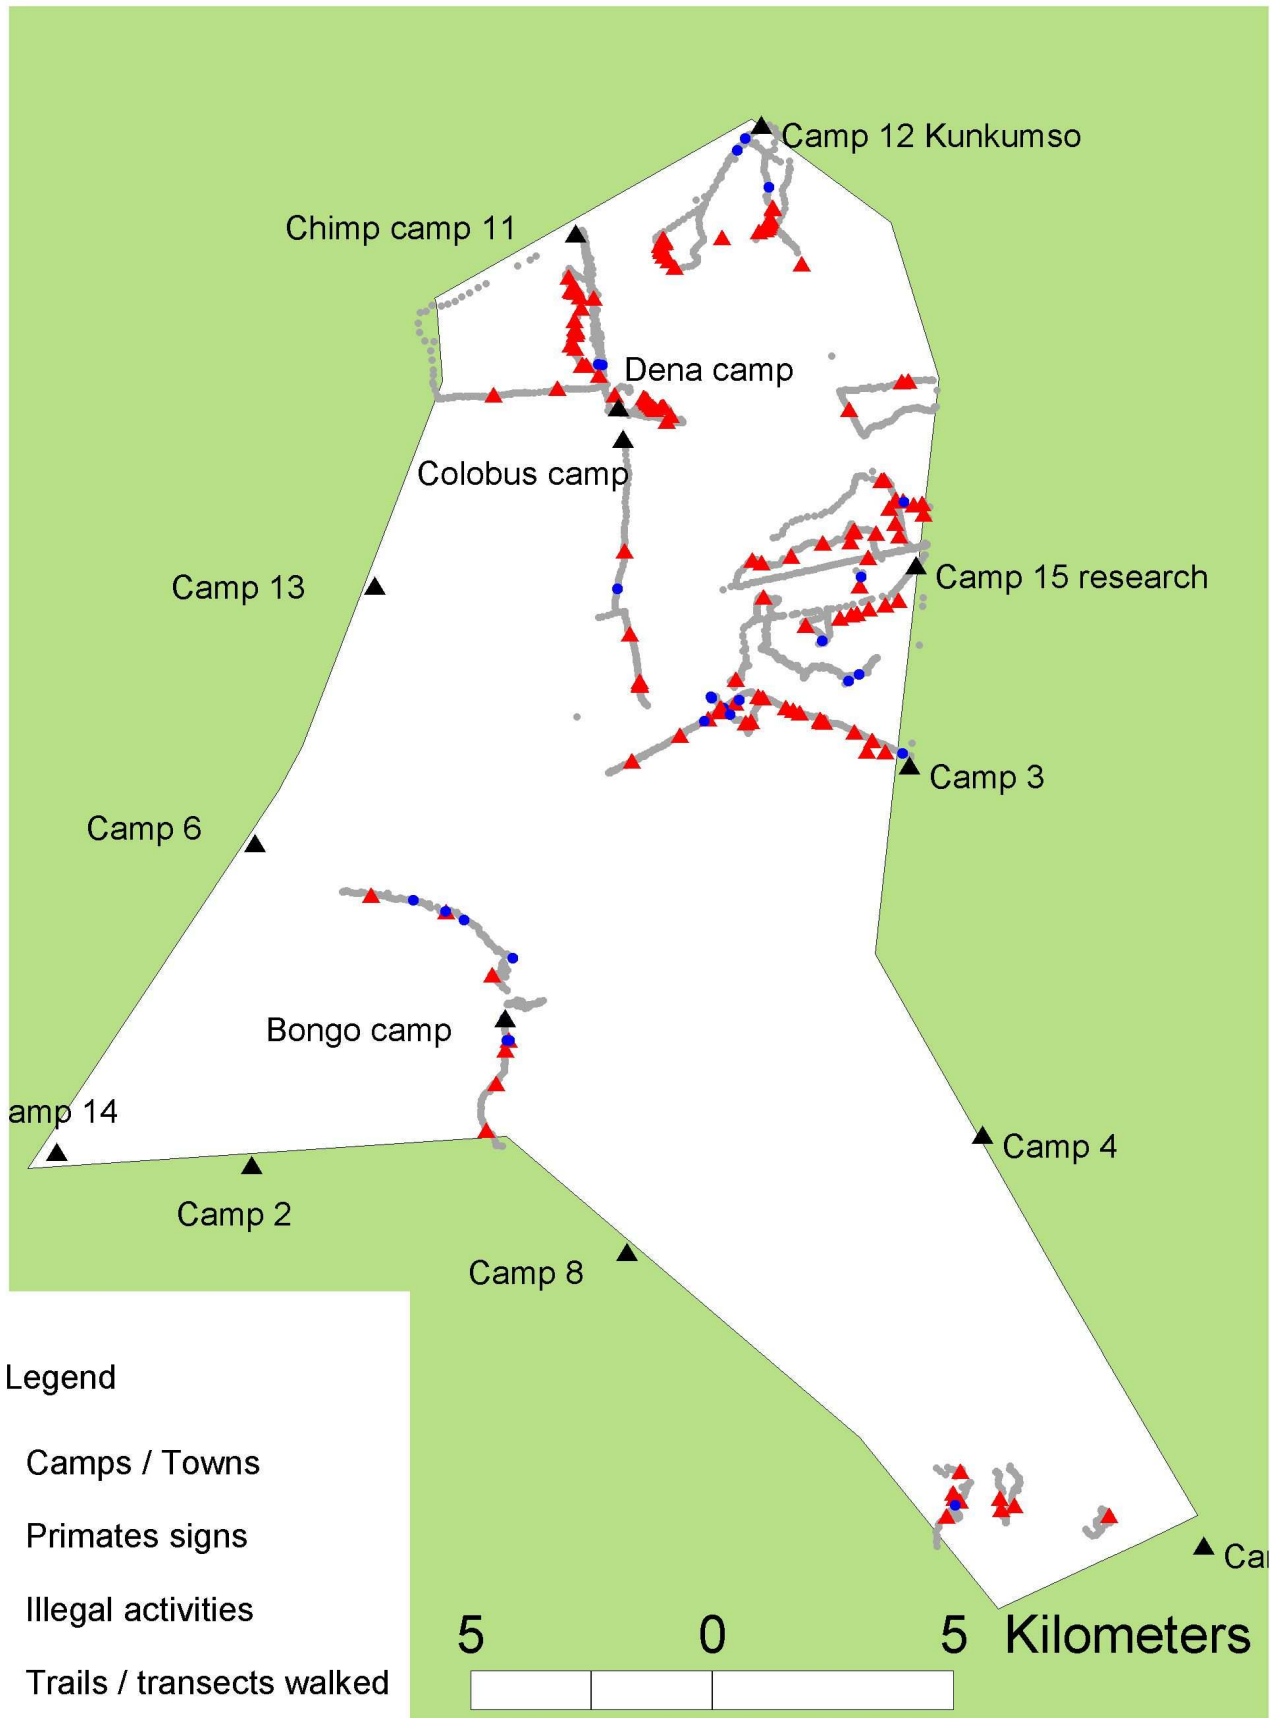 Camp 12 Kunkumso
Chimp camp 11
Dena camp
Colobus camp
Camp 13
Camp 15 research
Camp 3
Camp 6
Bongo camp
amp 14
Camp 4
Camp 2
Camp 8
Legend
Camps / Towns
Primates signs
Illegal activities
Trails / transects walked
Ca
5 0 5 Kilometers